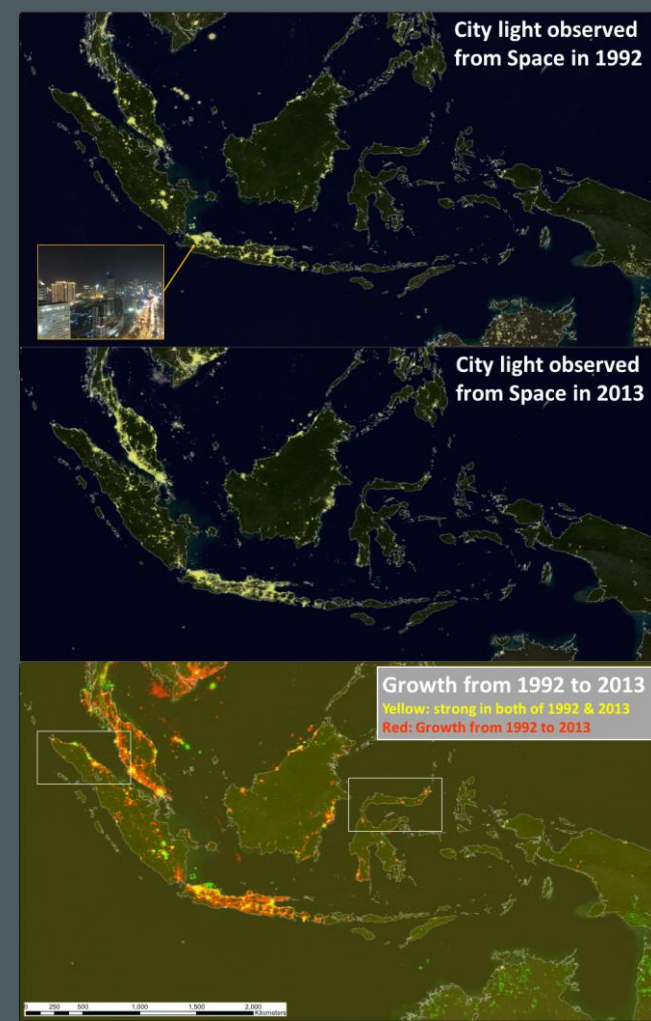 City light observed
from Space in 1992
City light observed
from Space in 2013
Growth from 1992 to 2013
Yellow: strong in both of 1992 & 2013
Red: Growth from 1992 to 2013
0 250 500 1,000 1,500 2,000
Kilometers